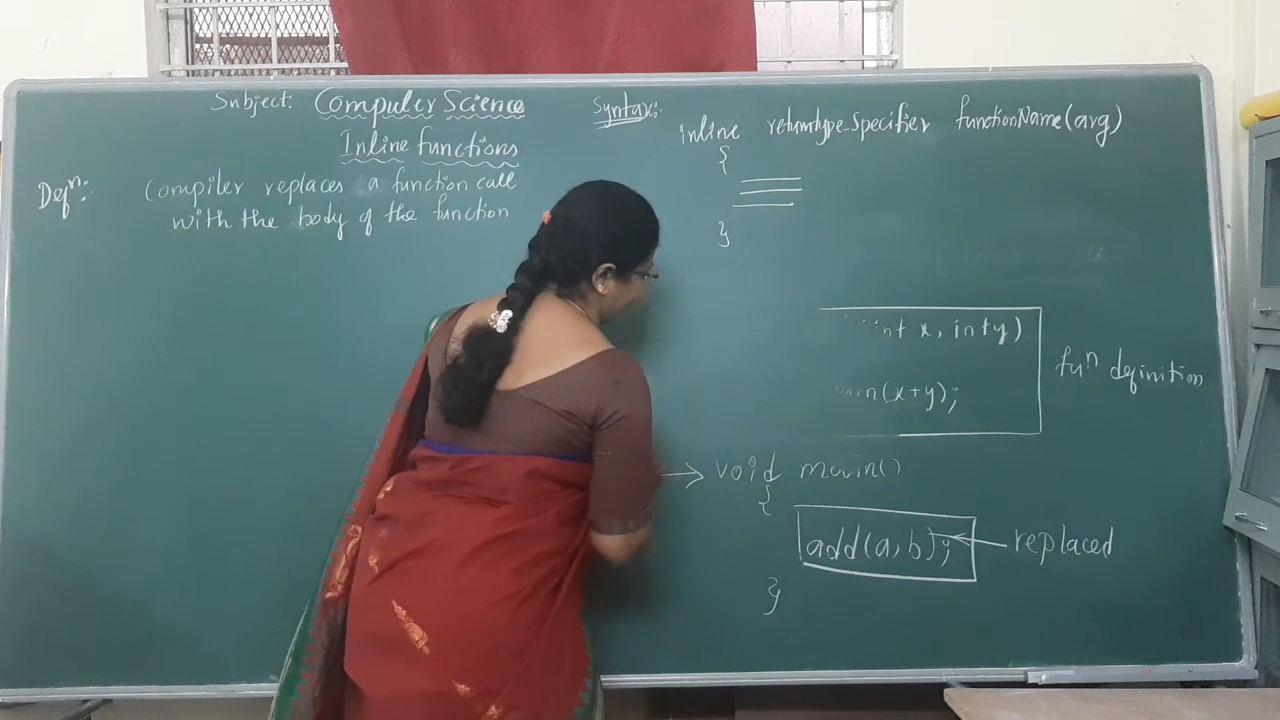 Subject: Computer Science
Inline functions
Defn: Compiler replaces a function call
with the body of the function
Syntax:
inline returntype_Specifier functionName(arg)
{
}
int x, int y)
(x+y);
fun definition
void main()
{
add(a,b);
replaced
}